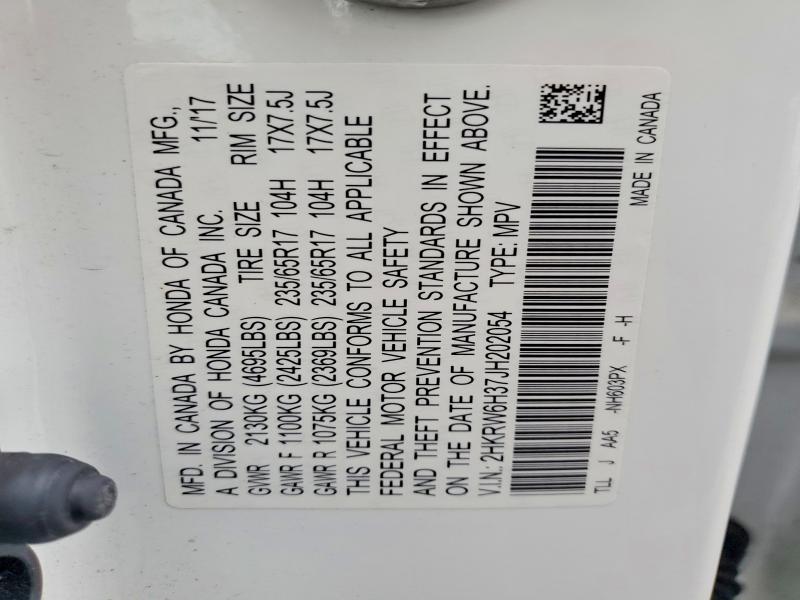 MFD. IN CANADA BY HONDA OF CANADA MFG.,
A DIVISION OF HONDA CANADA INC. 11/17
GVWR 2130KG (4695LBS) TIRE SIZE RIM SIZE
GAWR F 1100KG (2425LBS) 235/65R17 104H 17X7.5J
GAWR R 1075KG (2369LBS) 235/65R17 104H 17X7.5J
THIS VEHICLE CONFORMS TO ALL APPLICABLE
FEDERAL MOTOR VEHICLE SAFETY
AND THEFT PREVENTION STANDARDS IN EFFECT
ON THE DATE OF MANUFACTURE SHOWN ABOVE.
V.I.N.: 2HKRW6H37JH202054 TYPE: MPV
TLL J AA5 -NH603PX -F -H
MADE IN CANADA